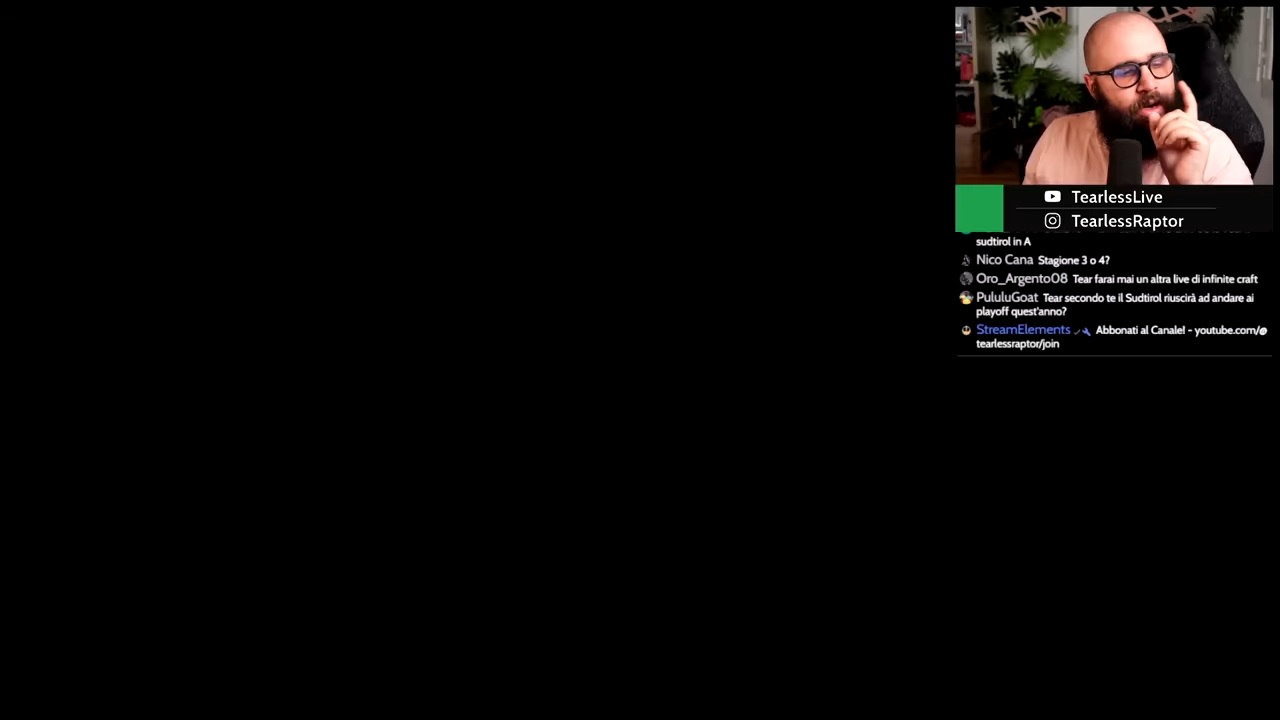 TearlessLive
TearlessRaptor
sudtirol in A
Nico Cana Stagione 3 o 4?
Oro_Argento08 Tear farai mai un altra live di infinite craft
PululuGoat Tear secondo te il Sudtirol riuscirà ad andare ai
playoff quest'anno?
StreamElements Abbonati al Canale! - youtube.com/@
tearlessraptor/join